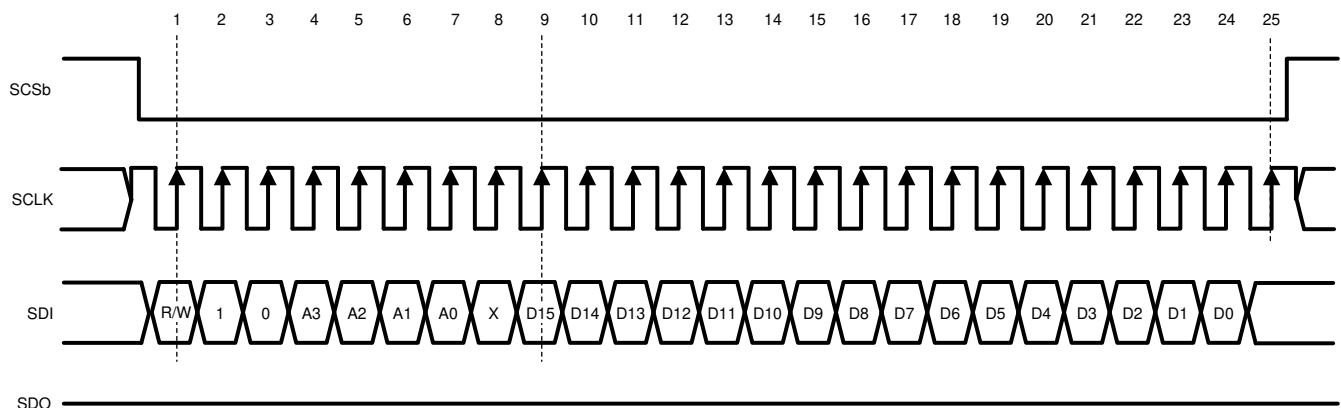 1 2 3 4 5 6 7 8 9 10 11 12 13 14 15 16 17 18 19 20 21 22 23 24 25
SCSb
SCLK
SDI R/W 1 0 A3 A2 A1 A0 X D15 D14 D13 D12 D11 D10 D9 D8 D7 D6 D5 D4 D3 D2 D1 D0
SDO